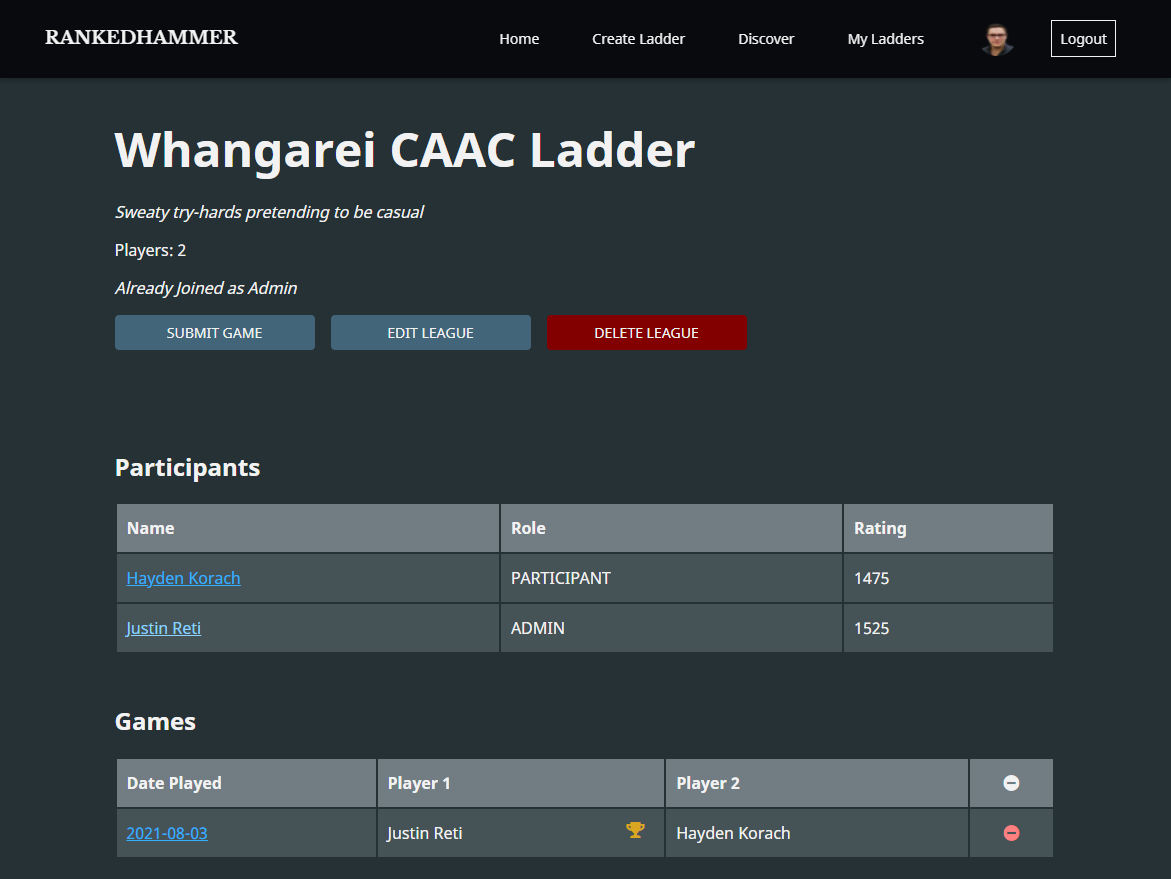 RANKEDHAMMER Home Create Ladder Discover My Ladders Logout
Whangarei CAAC Ladder
Sweaty try-hards pretending to be casual
Players: 2
Already Joined as Admin
SUBMIT GAME EDIT LEAGUE DELETE LEAGUE
Participants
Name Role Rating
Hayden Korach PARTICIPANT 1475
Justin Reti ADMIN 1525
Games
Date Played Player 1 Player 2
2021-08-03 Justin Reti Hayden Korach